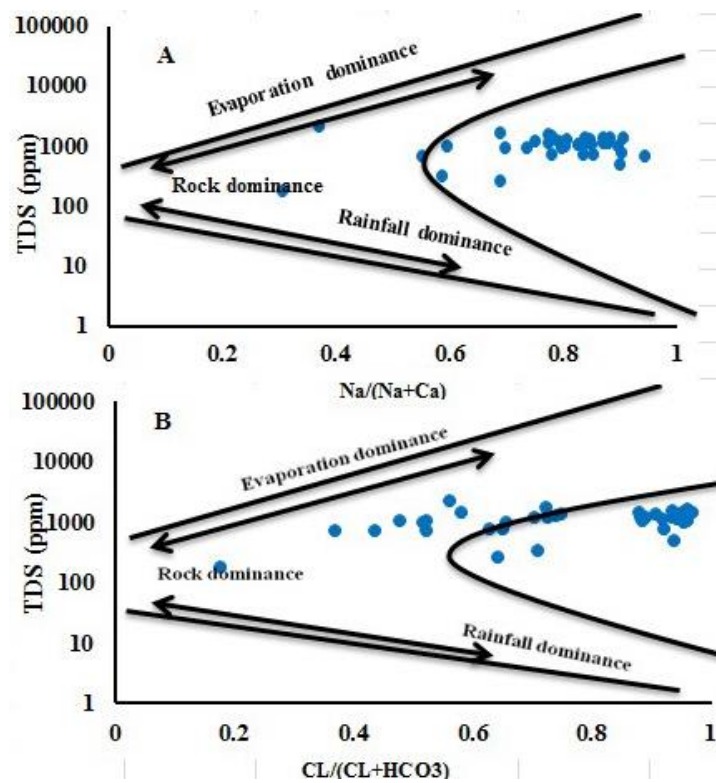 A
100000
10000
1000
100
10
1
TDS (ppm)
Evaporation dominance
Rock dominance
Rainfall dominance
0 0.2 0.4 0.6 0.8 1
Na/(Na+Ca)
B
100000
10000
1000
100
10
1
TDS (ppm)
Evaporation dominance
Rock dominance
Rainfall dominance
0 0.2 0.4 0.6 0.8 1
CL/(CL+HCO3)